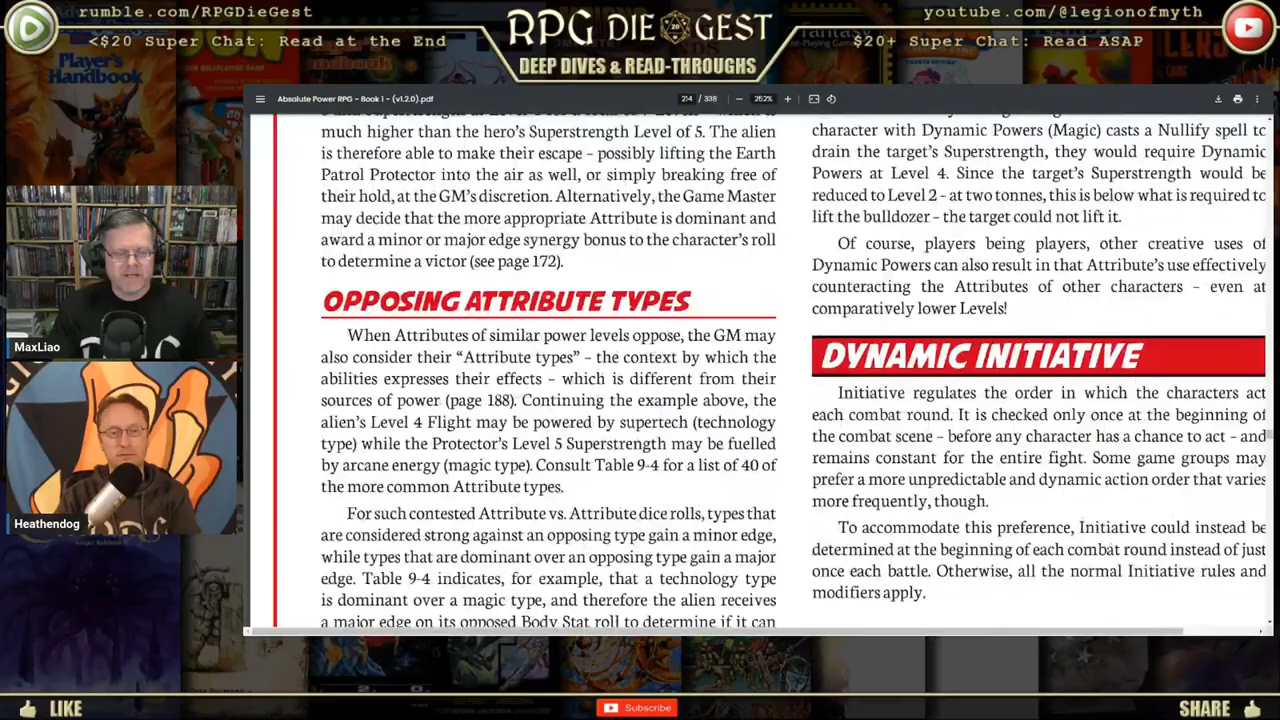 rumble.com/RPGDieGest
<$20 Super Chat: Read at the End
RPG DIE GEST
DEEP DIVES & READ-THROUGHS
youtube.com/@legionofmyth
$20+ Super Chat: Read ASAP
Player's
Handbook
Absolute Power RPG - Book 1 - (v1.2.0).pdf
214 / 338
252%
much higher than the hero's Superstrength Level of 5. The alien
is therefore able to make their escape – possibly lifting the Earth
Patrol Protector into the air as well, or simply breaking free of
their hold, at the GM's discretion. Alternatively, the Game Master
may decide that the more appropriate Attribute is dominant and
award a minor or major edge synergy bonus to the character's roll
to determine a victor (see page 172).
OPPOSING ATTRIBUTE TYPES
When Attributes of similar power levels oppose, the GM may
also consider their “Attribute types” – the context by which the
abilities expresses their effects – which is different from their
sources of power (page 188). Continuing the example above, the
alien's Level 4 Flight may be powered by supertech (technology
type) while the Protector's Level 5 Superstrength may be fuelled
by arcane energy (magic type). Consult Table 9-4 for a list of 40 of
the more common Attribute types.
For such contested Attribute vs. Attribute dice rolls, types that
are considered strong against an opposing type gain a minor edge,
while types that are dominant over an opposing type gain a major
edge. Table 9-4 indicates, for example, that a technology type
is dominant over a magic type, and therefore the alien receives
a major edge on its opposed Body Stat roll to determine if it can
character with Dynamic Powers (Magic) casts a Nullify spell to
drain the target's Superstrength, they would require Dynamic
Powers at Level 4. Since the target's Superstrength would be
reduced to Level 2 – at two tonnes, this is below what is required to
lift the bulldozer – the target could not lift it.
Of course, players being players, other creative uses of
Dynamic Powers can also result in that Attribute's use effectively
counteracting the Attributes of other characters – even at
comparatively lower Levels!
DYNAMIC INITIATIVE
Initiative regulates the order in which the characters act
each combat round. It is checked only once at the beginning of
the combat scene – before any character has a chance to act – and
remains constant for the entire fight. Some game groups may
prefer a more unpredictable and dynamic action order that varies
more frequently, though.
To accommodate this preference, Initiative could instead be
determined at the beginning of each combat round instead of just
once each battle. Otherwise, all the normal Initiative rules and
modifiers apply.
MaxLiao
Heathendog
LIKE
Subscribe
SHARE